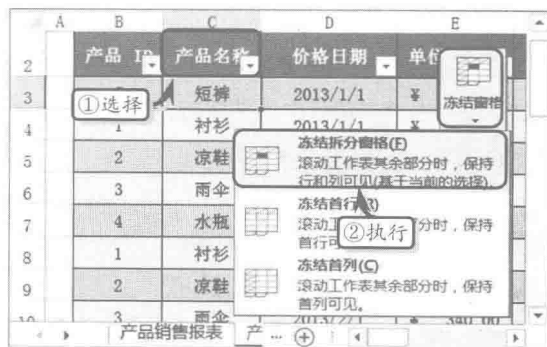 A B C D E
2 产品 ID 产品名称 价格日期 单位
3 短裤 2013/1/1 ¥
①选择
冻结窗格
4 1 衬衫 2013/1/1 ¥
冻结拆分窗格(F)
5 2 凉鞋 滚动工作表其余部分时,保持
行和列可见(基于当前的选择).
6 3 雨伞
冻结首行(R)
7 4 水瓶 滚动工 部分时,保持
②执行
首行可
8 1 衬衫
冻结首列(C)
9 2 凉鞋 滚动工作表其余部分时,保持
首列可见。
10 3 雨伞 2013/2/1 ¥ 340.00
产品销售报表 产 ...